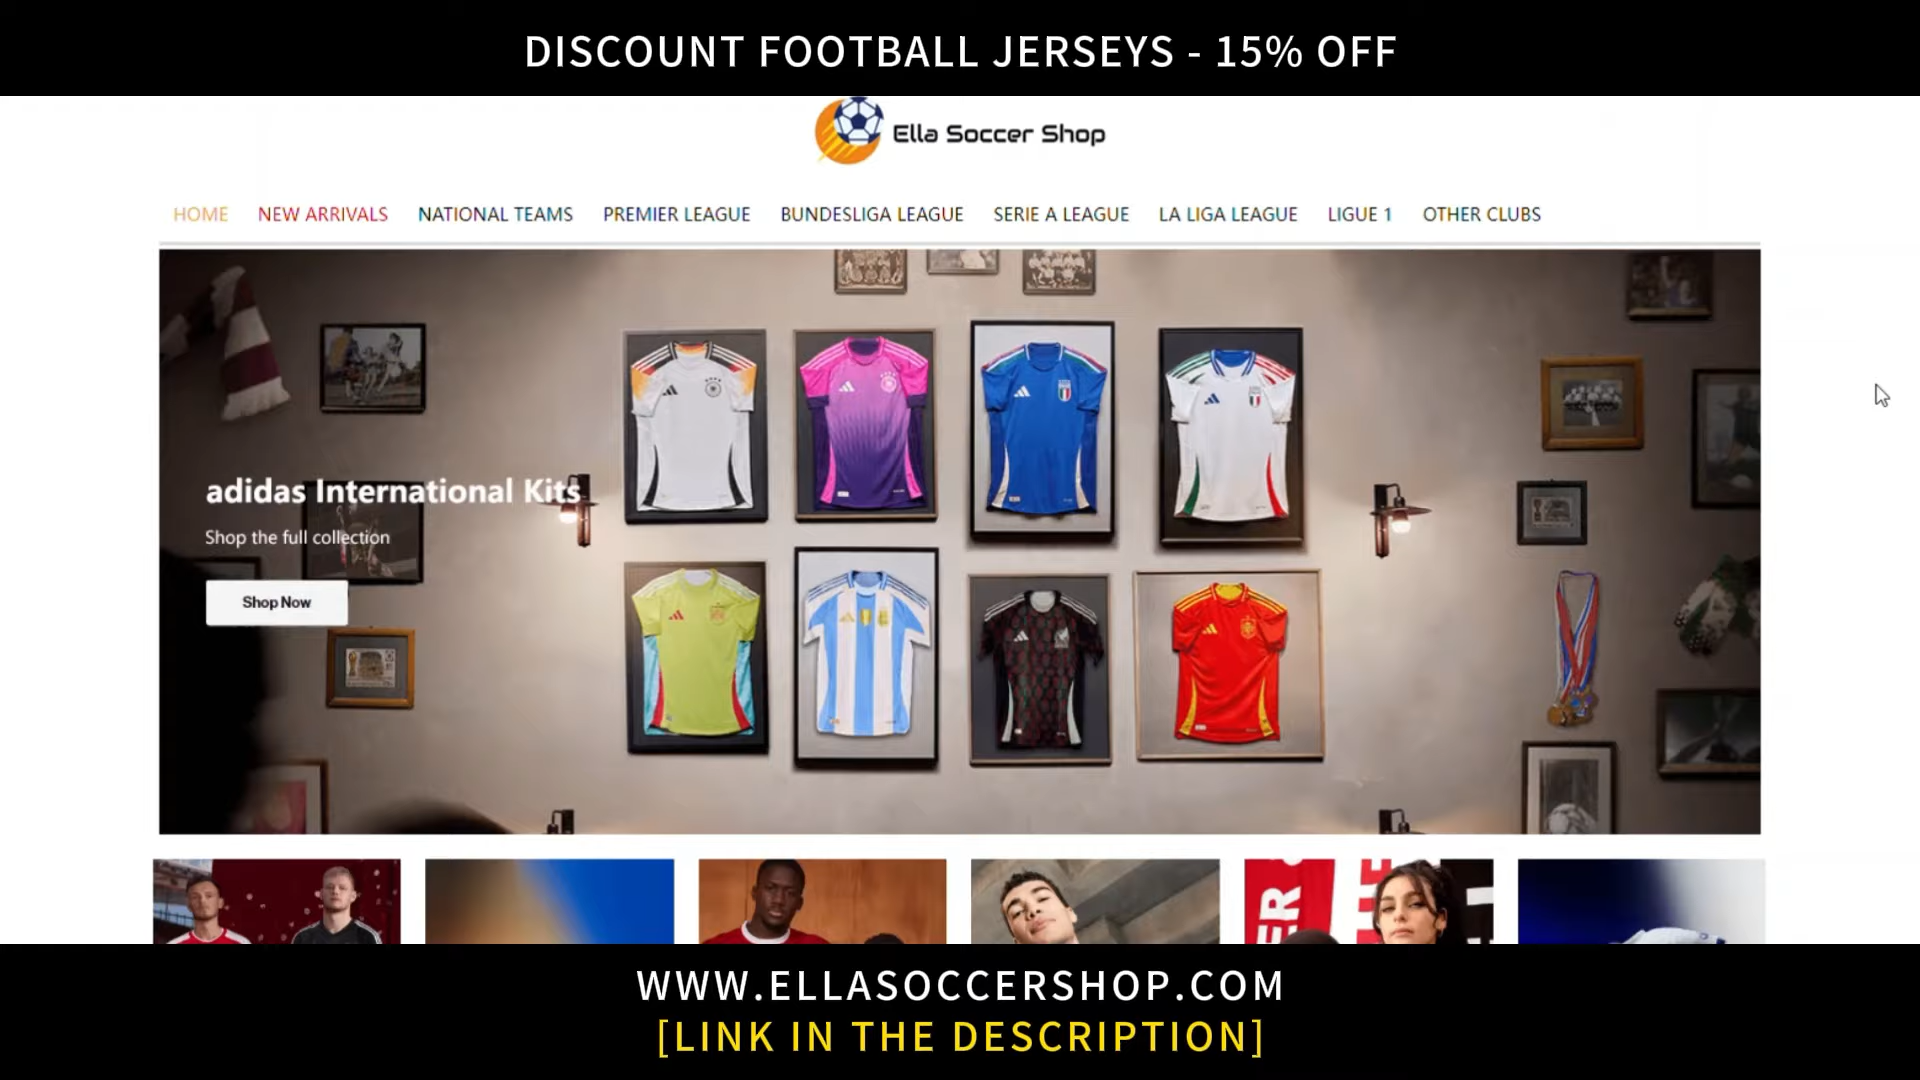 DISCOUNT FOOTBALL JERSEYS - 15% OFF
Ella Soccer Shop
HOME NEW ARRIVALS NATIONAL TEAMS PREMIER LEAGUE BUNDESLIGA LEAGUE SERIE A LEAGUE LA LIGA LEAGUE LIGUE 1 OTHER CLUBS
adidas International Kits
Shop the full collection
Shop Now
WWW.ELLASOCCERSHOP.COM
[LINK IN THE DESCRIPTION]